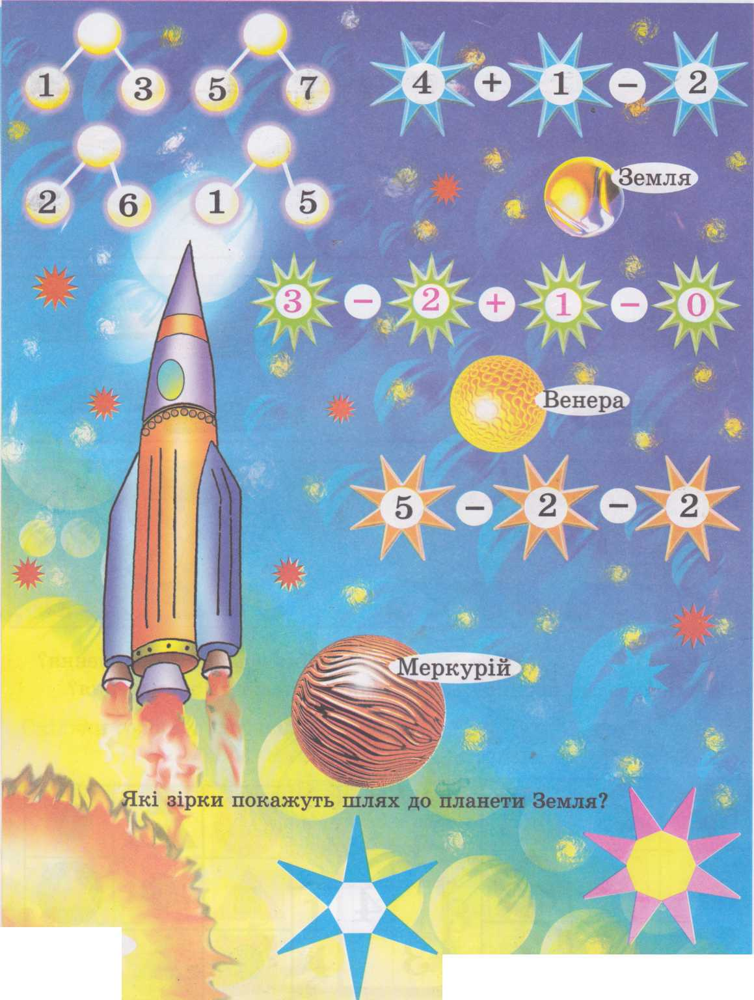 1 3 5 7
4 + 1 - 2
2 6 1 5
Земля
3 - 2 + 1 - 0
Венера
5 - 2 - 2
Меркурій
Які зірки покажуть шлях до планети Земля?